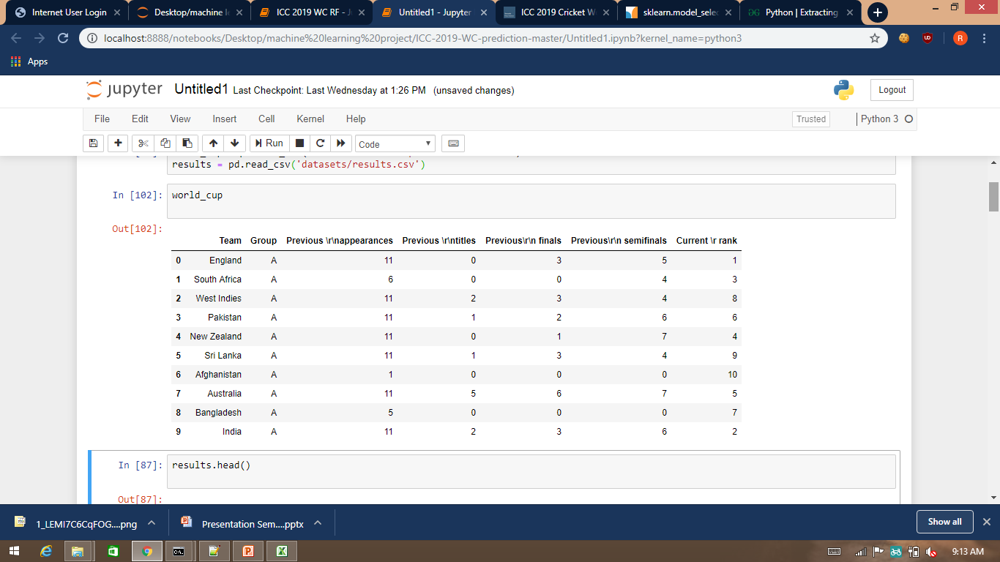 Internet User Login
Desktop/machine le
ICC 2019 WC RF - J
Untitled1 - Jupyter
ICC 2019 Cricket W
sklearn.model_selec
Python | Extracting
localhost:8888/notebooks/Desktop/machine%20learning%20project/ICC-2019-WC-prediction-master/Untitled1.ipynb?kernel_name=python3
R
Apps
jupyter Untitled1 Last Checkpoint: Last Wednesday at 1:26 PM (unsaved changes)
Logout
File Edit View Insert Cell Kernel Help
Trusted Python 3
Run Code
results = pd.read_csv('datasets/results.csv')
In [102]: world_cup
Out[102]:
Team Group Previous \r\nappearances Previous \r\ntitles Previous\r\n finals Previous\r\n semifinals Current \r rank
0 England A 11 0 3 5 1
1 South Africa A 6 0 0 4 3
2 West Indies A 11 2 3 4 8
3 Pakistan A 11 1 2 6 6
4 New Zealand A 11 0 1 7 4
5 Sri Lanka A 11 1 3 4 9
6 Afghanistan A 1 0 0 0 10
7 Australia A 11 5 6 7 5
8 Bangladesh A 5 0 0 0 7
9 India A 11 2 3 6 2
In [87]: results.head()
Out[87]:
1_LEMI7C6CqFOG....png
Presentation Sem....pptx
Show all
9:13 AM